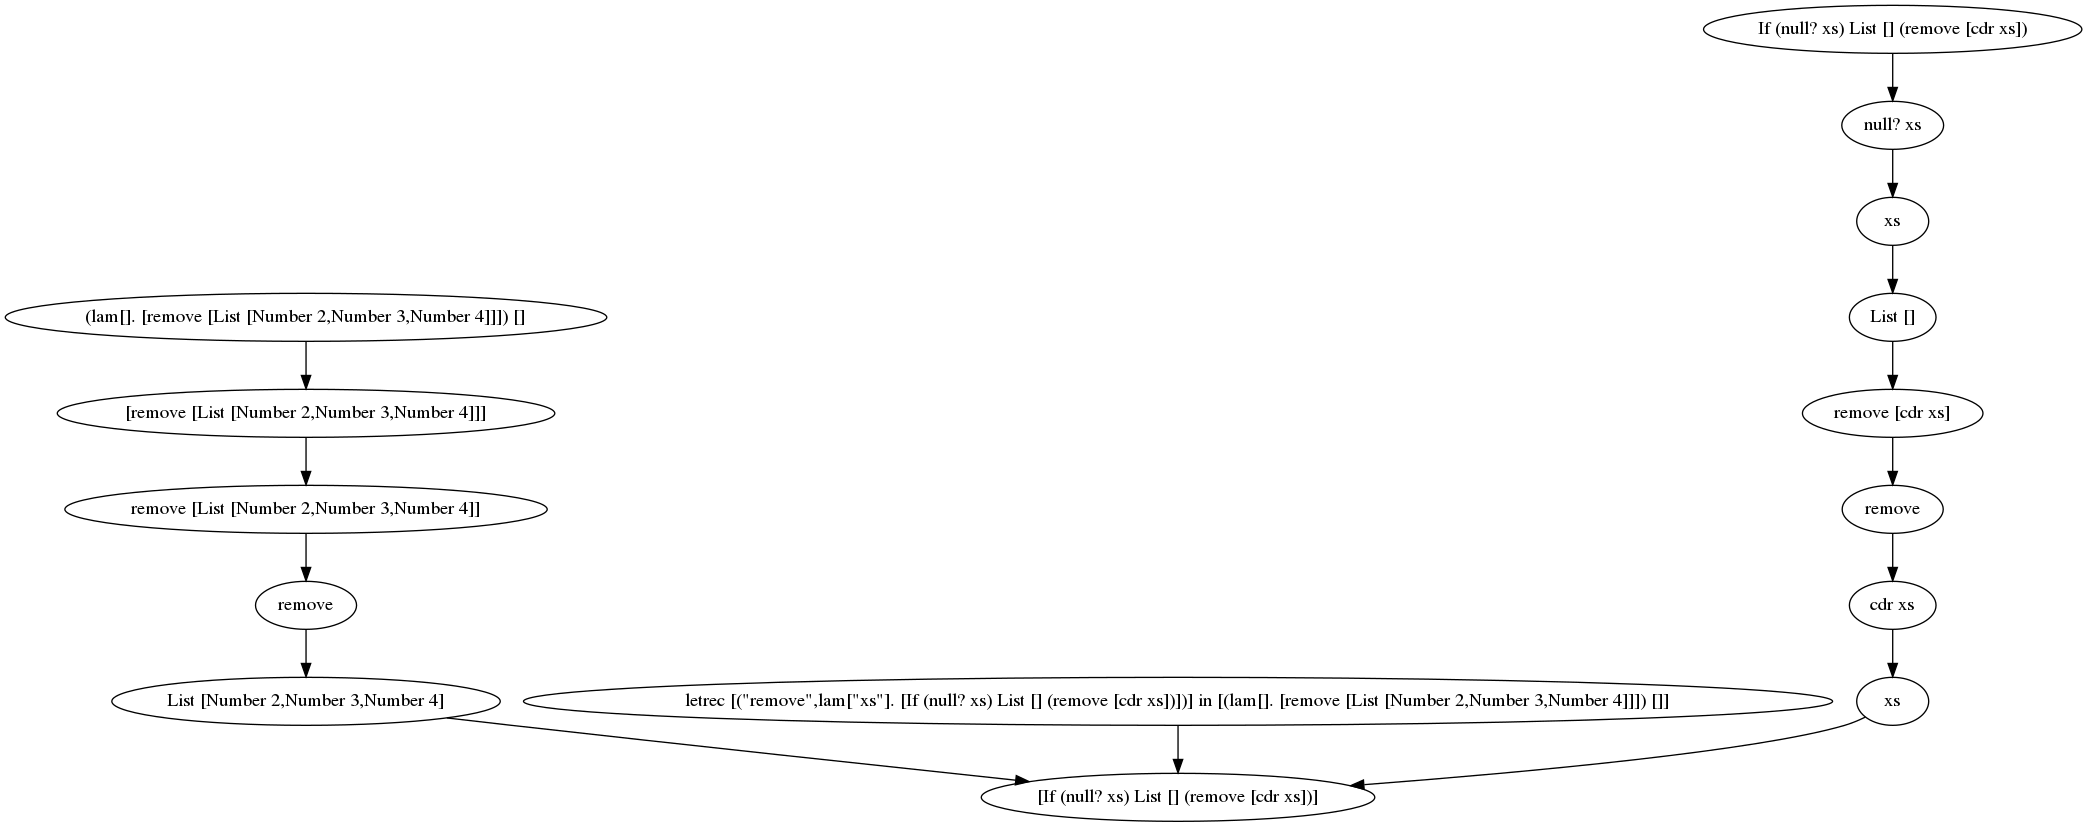 If (null? xs) List [] (remove [cdr xs])
null? xs
xs
(lam[]. [remove [List [Number 2,Number 3,Number 4]]]) []
List []
[remove [List [Number 2,Number 3,Number 4]]]
remove [cdr xs]
remove [List [Number 2,Number 3,Number 4]]
remove
remove
cdr xs
List [Number 2,Number 3,Number 4]
letrec [("remove",lam["xs"]. [If (null? xs) List [] (remove [cdr xs])])] in [(lam[]. [remove [List [Number 2,Number 3,Number 4]]]) []]
xs
[If (null? xs) List [] (remove [cdr xs])]